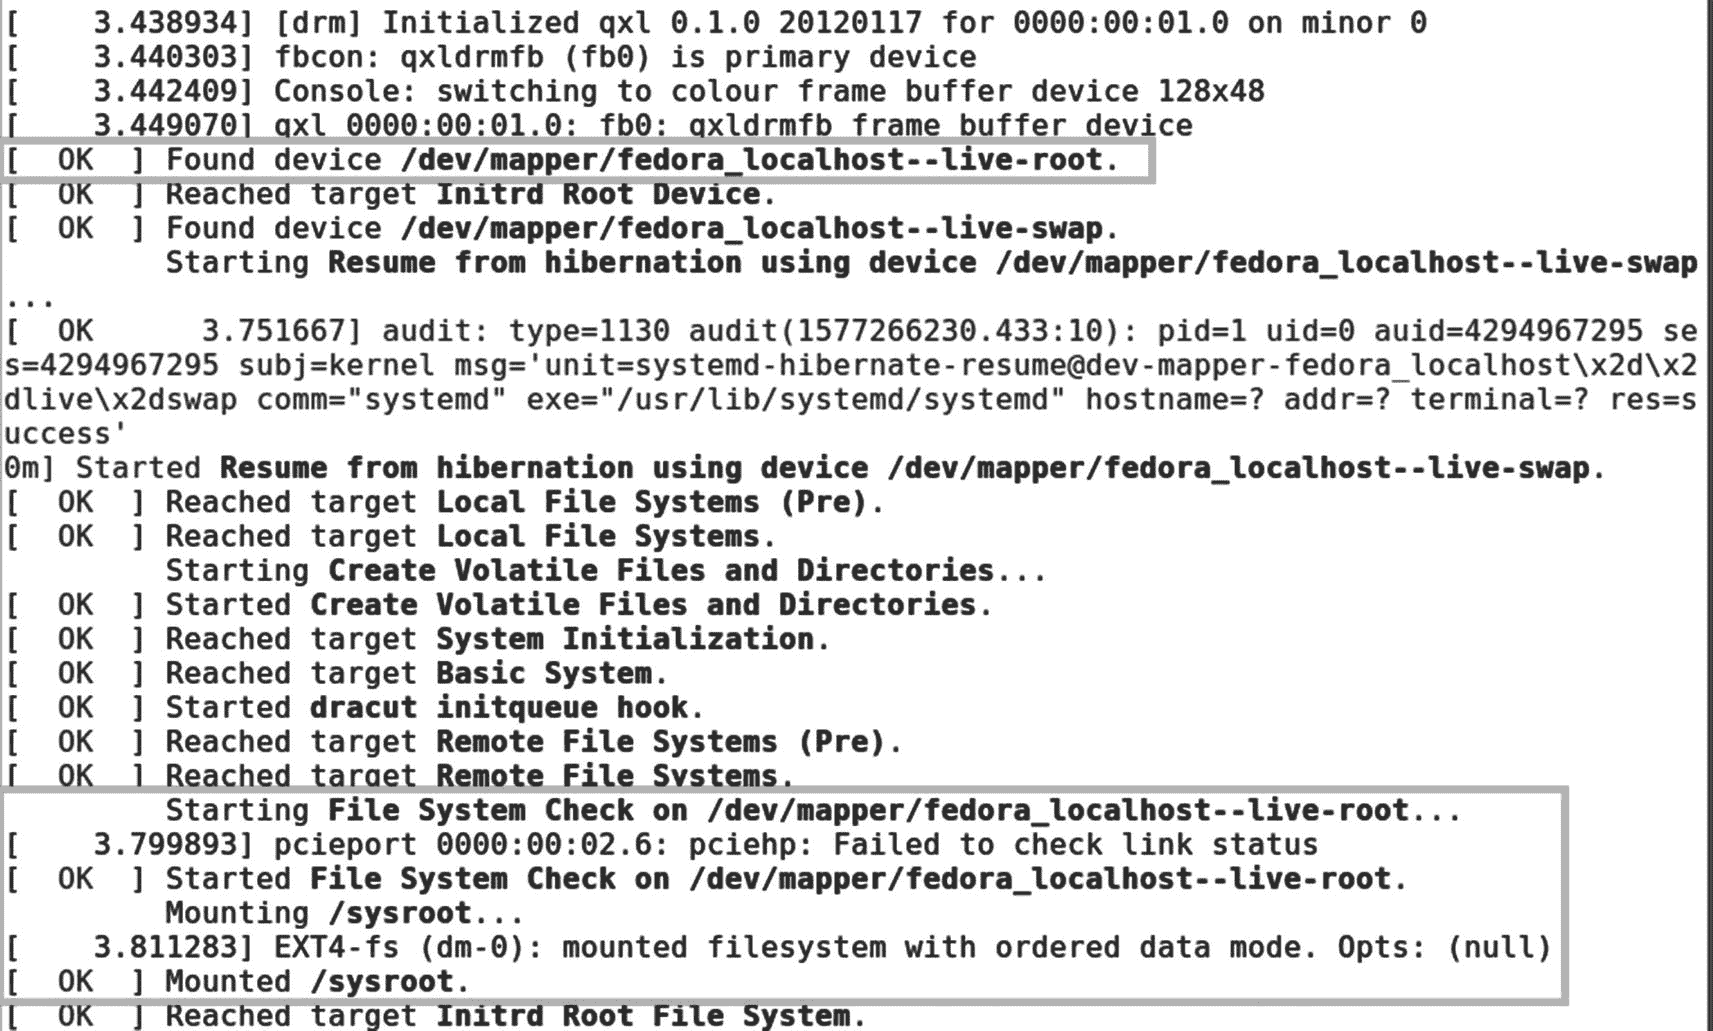 [    3.438934] [drm] Initialized qxl 0.1.0 20120117 for 0000:00:01.0 on minor 0
[    3.440303] fbcon: qxldrmfb (fb0) is primary device
[    3.442409] Console: switching to colour frame buffer device 128x48
[    3.449070] qxl 0000:00:01.0: fb0: qxldrmfb frame buffer device
[  OK  ] Found device /dev/mapper/fedora_localhost--live-root.
[  OK  ] Reached target Initrd Root Device.
[  OK  ] Found device /dev/mapper/fedora_localhost--live-swap.
         Starting Resume from hibernation using device /dev/mapper/fedora_localhost--live-swap
...
[  OK      3.751667] audit: type=1130 audit(1577266230.433:10): pid=1 uid=0 auid=4294967295 se
s=4294967295 subj=kernel msg='unit=systemd-hibernate-resume@dev-mapper-fedora_localhost\x2d\x2
dlive\x2dswap comm="systemd" exe="/usr/lib/systemd/systemd" hostname=? addr=? terminal=? res=s
uccess'
0m] Started Resume from hibernation using device /dev/mapper/fedora_localhost--live-swap.
[  OK  ] Reached target Local File Systems (Pre).
[  OK  ] Reached target Local File Systems.
         Starting Create Volatile Files and Directories...
[  OK  ] Started Create Volatile Files and Directories.
[  OK  ] Reached target System Initialization.
[  OK  ] Reached target Basic System.
[  OK  ] Started dracut initqueue hook.
[  OK  ] Reached target Remote File Systems (Pre).
[  OK  ] Reached target Remote File Systems.
         Starting File System Check on /dev/mapper/fedora_localhost--live-root...
[    3.799893] pcieport 0000:00:02.6: pciehp: Failed to check link status
[  OK  ] Started File System Check on /dev/mapper/fedora_localhost--live-root.
         Mounting /sysroot...
[    3.811283] EXT4-fs (dm-0): mounted filesystem with ordered data mode. Opts: (null)
[  OK  ] Mounted /sysroot.
[  OK  ] Reached target Initrd Root File System.